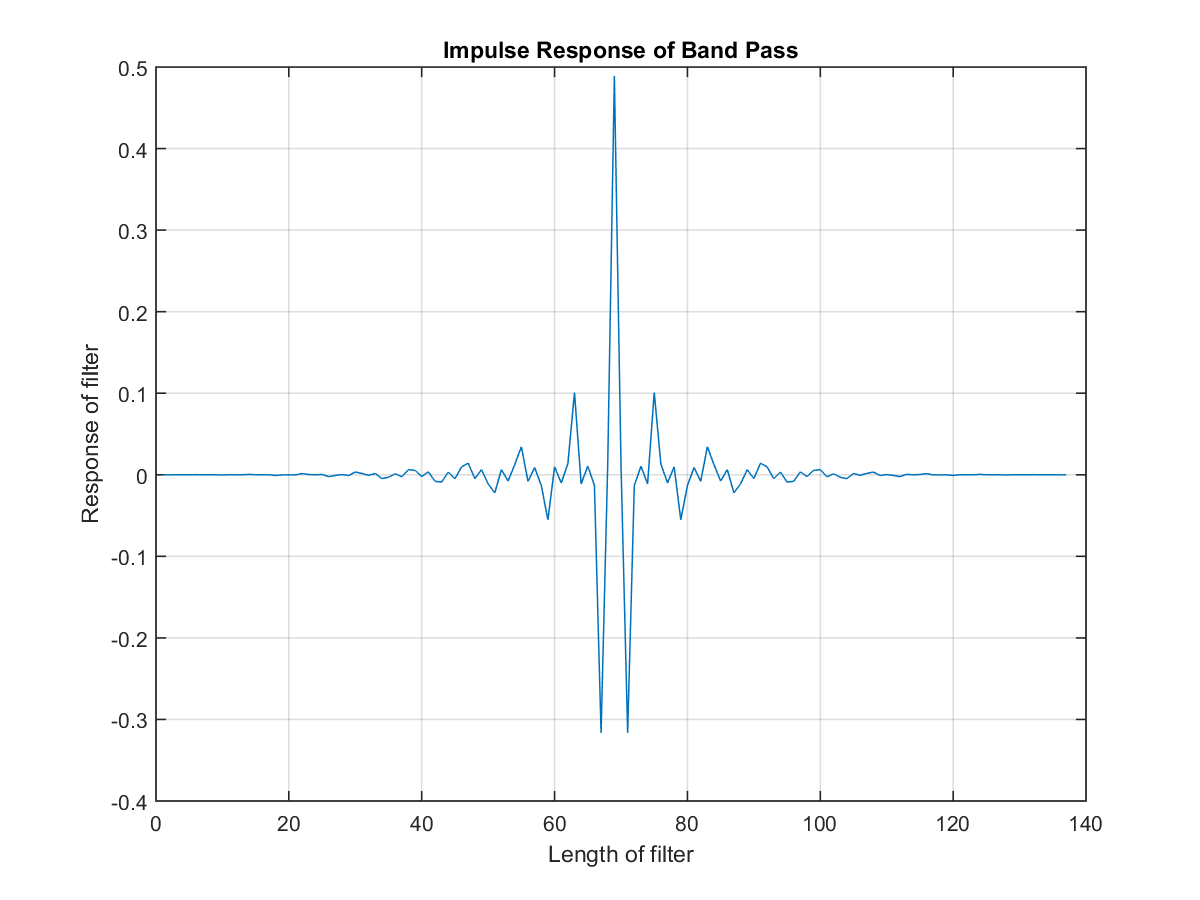 Impulse Response of Band Pass
0.5
0.4
0.3
0.2
0.1
0
-0.1
-0.2
-0.3
-0.4
Response of filter
0 20 40 60 80 100 120 140
Length of filter